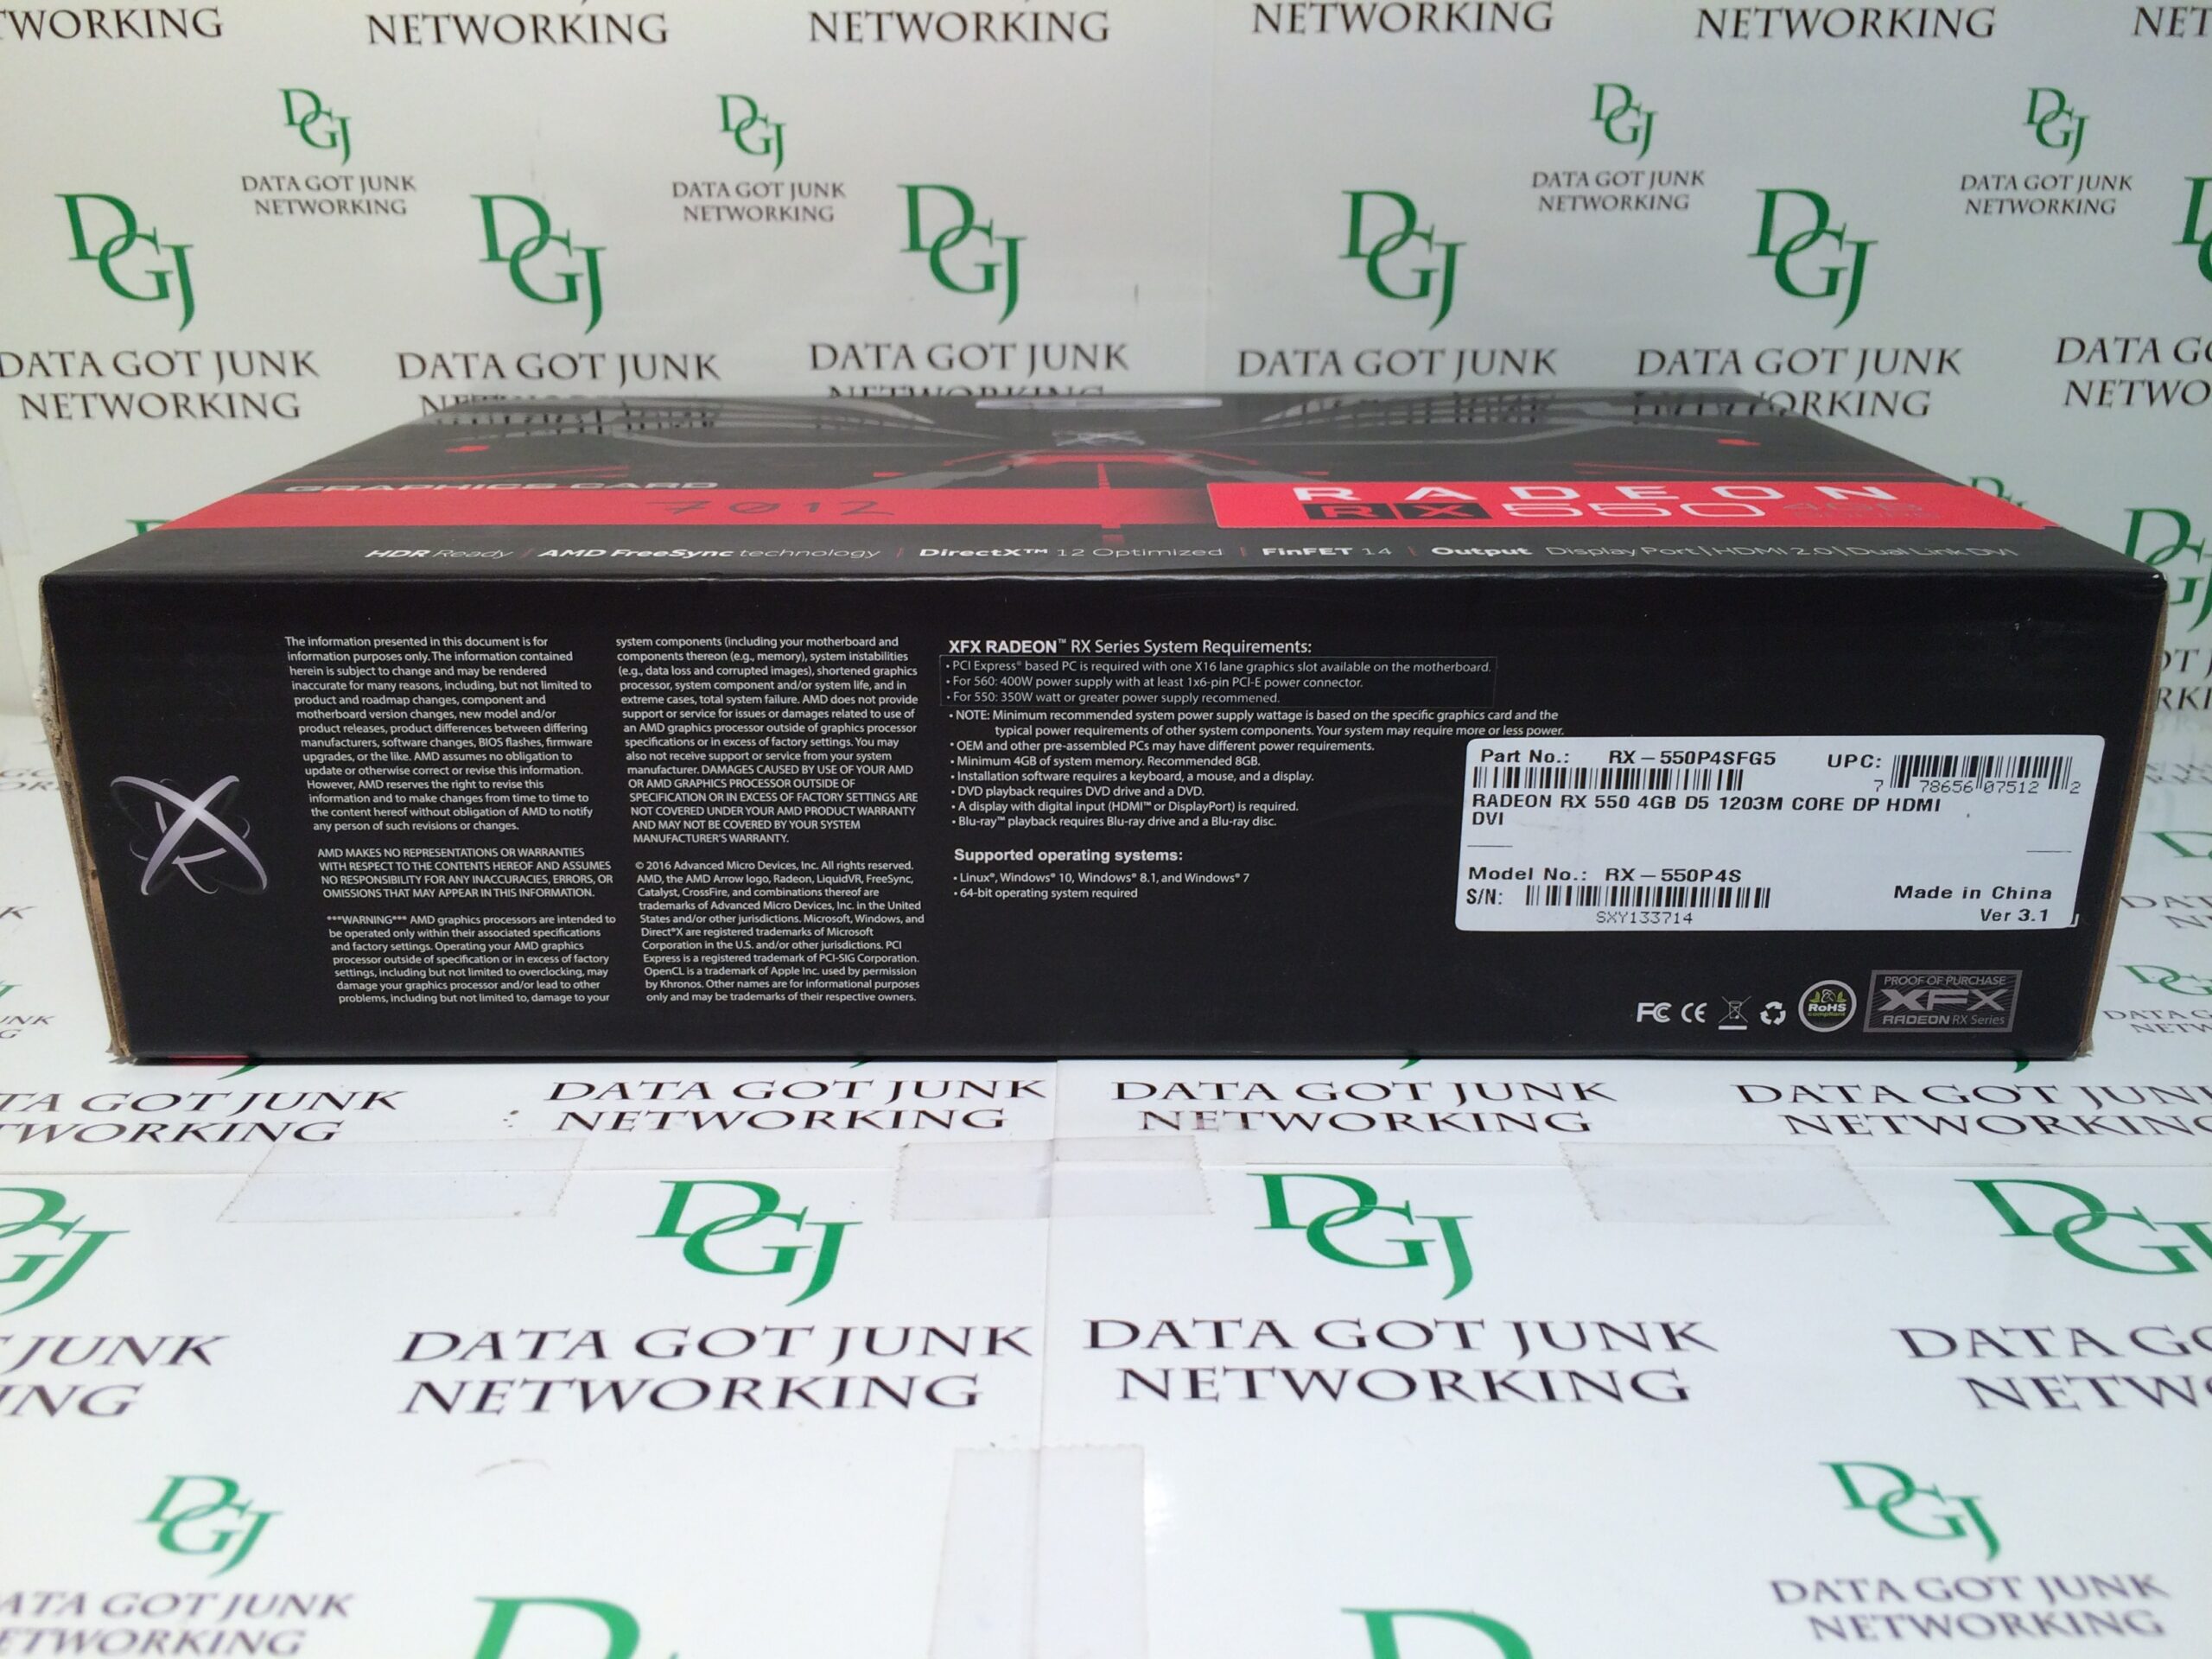 WORKING NETWORKING NETWORKING NETWORKING NETWORKING NET
DGJ DGJ DGJ DGJ
DATA GOT JUNK DATA GOT JUNK DATA GOT JUNK DATA GOT JUNK
NETWORKING NETWORKING NETWORKING NETWORKING
DGJ DGJ DGJ DGJ DGJ
DATA GOT JUNK DATA GOT JUNK DATA GOT JUNK DATA GOT JUNK DATA GOT JUNK DATA G
NETWORKING
GRAPHICS CARD
7012
RADEON
RX 550 4GB
HDR Ready | AMD FreeSync technology | DirectX™ 12 Optimized | FinFET 14 | Output Display Port | HDMI 2.0 | Dual Link DVI
The information presented in this document is for
information purposes only. The information contained
herein is subject to change and may be rendered
inaccurate for many reasons, including, but not limited to
product and roadmap changes, component and
motherboard version changes, new model and/or
product releases, product differences between differing
manufacturers, software changes, BIOS flashes, firmware
upgrades, or the like. AMD assumes no obligation to
update or otherwise correct or revise this information.
However, AMD reserves the right to revise this
information and to make changes from time to time to
the content hereof without obligation of AMD to notify
any person of such revisions or changes.
AMD MAKES NO REPRESENTATIONS OR WARRANTIES
WITH RESPECT TO THE CONTENTS HEREOF AND ASSUMES
NO RESPONSIBILITY FOR ANY INACCURACIES, ERRORS, OR
OMISSIONS THAT MAY APPEAR IN THIS INFORMATION.
***WARNING*** AMD graphics processors are intended to
be operated only within their associated specifications
and factory settings. Operating your AMD graphics
processor outside of specification or in excess of factory
settings, including but not limited to overclocking, may
damage your graphics processor and/or lead to other
problems, including but not limited to, damage to your
system components (including your motherboard and
components thereon (e.g., memory), system instabilities
(e.g., data loss and corrupted images), shortened graphics
processor, system component and/or system life, and in
extreme cases, total system failure. AMD does not provide
support or service for issues or damages related to use of
an AMD graphics processor outside of graphics processor
specifications or in excess of factory settings. You may
also not receive support or service from your system
manufacturer. DAMAGES CAUSED BY USE OF YOUR AMD
OR AMD GRAPHICS PROCESSOR OUTSIDE OF
SPECIFICATION OR IN EXCESS OF FACTORY SETTINGS ARE
NOT COVERED UNDER YOUR AMD PRODUCT WARRANTY
AND MAY NOT BE COVERED BY YOUR SYSTEM
MANUFACTURER'S WARRANTY.
© 2016 Advanced Micro Devices, Inc. All rights reserved.
AMD, the AMD Arrow logo, Radeon, LiquidVR, FreeSync,
Catalyst, CrossFire, and combinations thereof are
trademarks of Advanced Micro Devices, Inc. in the United
States and/or other jurisdictions. Microsoft, Windows, and
Direct®X are registered trademarks of Microsoft
Corporation in the U.S. and/or other jurisdictions. PCI
Express is a registered trademark of PCI-SIG Corporation.
OpenCL is a trademark of Apple Inc. used by permission
by Khronos. Other names are for informational purposes
only and may be trademarks of their respective owners.
XFX RADEON™ RX Series System Requirements:
• PCI Express® based PC is required with one X16 lane graphics slot available on the motherboard.
• For 560: 400W power supply with at least 1x6-pin PCI-E power connector.
• For 550: 350W watt or greater power supply recommened.
• NOTE: Minimum recommended system power supply wattage is based on the specific graphics card and the
typical power requirements of other system components. Your system may require more or less power.
• OEM and other pre-assembled PCs may have different power requirements.
• Minimum 4GB of system memory. Recommended 8GB.
• Installation software requires a keyboard, a mouse, and a display.
• DVD playback requires DVD drive and a DVD.
• A display with digital input (HDMI™ or DisplayPort) is required.
• Blu-ray™ playback requires Blu-ray drive and a Blu-ray disc.
Supported operating systems:
• Linux®, Windows® 10, Windows® 8.1, and Windows® 7
• 64-bit operating system required
Part No.: RX-550P4SFG5 UPC:
7 78656 07512 2
RADEON RX 550 4GB D5 1203M CORE DP HDMI
DVI
Model No.: RX-550P4S
S/N:
SXY133714
Made in China
Ver 3.1
FC CE RoHS compliant
PROOF OF PURCHASE
XFX
RADEON RX Series
TA GOT JUNK DATA GOT JUNK DATA GOT JUNK DATA GOT JUN
TWORKING NETWORKING NETWORKING NETWORKING
DGJ DGJ DGJ
JUNK DATA GOT JUNK DATA GOT JUNK DATA G
ING NETWORKING NETWORKING NETW
DGJ DGJ
ATA GOT JUNK DATA GOT JUNK
ETWORKING NETWORKING